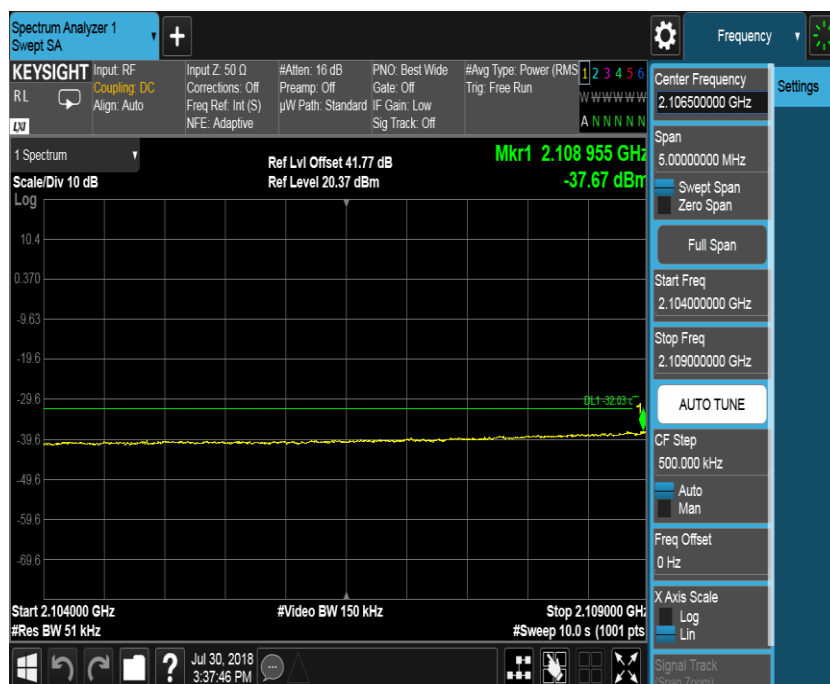 Spectrum Analyzer 1
Swept SA
+
Frequency
KEYSIGHT
RL
LXI
Input: RF
Coupling: DC
Align: Auto
Input Z: 50 Ω
Corrections: Off
Freq Ref: Int (S)
NFE: Adaptive
#Atten: 16 dB
Preamp: Off
µW Path: Standard
PNO: Best Wide
Gate: Off
IF Gain: Low
Sig Track: Off
#Avg Type: Power (RMS
Trig: Free Run
1 2 3 4 5 6
W W W W W W
A N N N N N
Center Frequency
2.106500000 GHz
Settings
1 Spectrum
Scale/Div 10 dB
Log
Ref Lvl Offset 41.77 dB
Ref Level 20.37 dBm
Mkr1 2.108 955 GHz
-37.67 dBm
Span
5.00000000 MHz
Swept Span
Zero Span
Full Span
Start Freq
2.104000000 GHz
Stop Freq
2.109000000 GHz
AUTO TUNE
CF Step
500.000 kHz
Auto
Man
Freq Offset
0 Hz
X Axis Scale
Log
Lin
Signal Track
(Span Zoom)
10.4
0.370
-9.63
-19.6
-29.6
DL1 -32.03
1
-39.6
-49.6
-59.6
-69.6
Start 2.104000 GHz
#Res BW 51 kHz
#Video BW 150 kHz
Stop 2.109000 GHz
#Sweep 10.0 s (1001 pts
?
Jul 30, 2018
3:37:46 PM